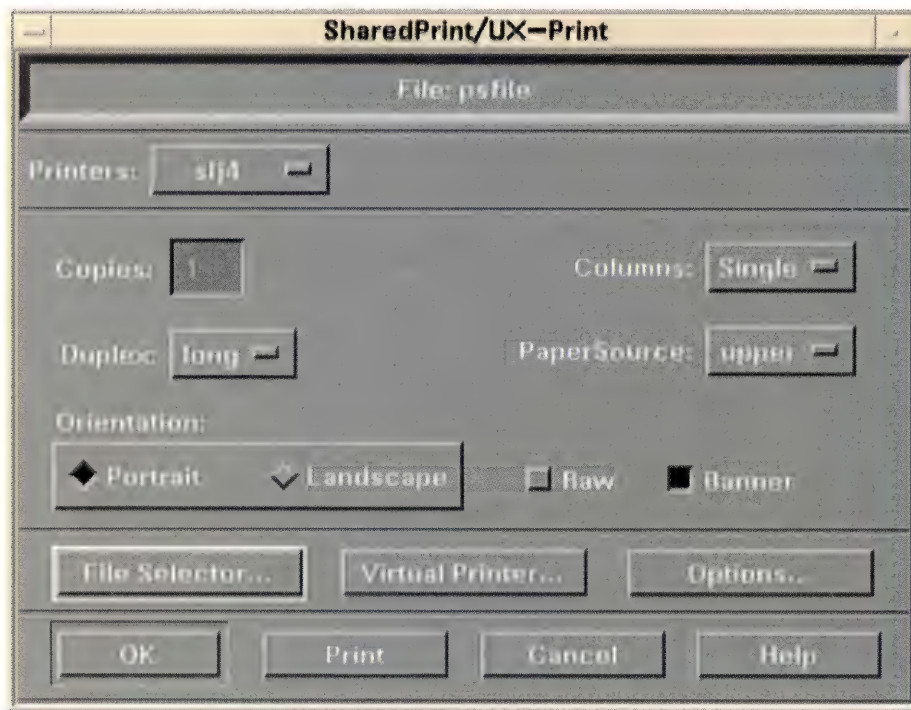 SharedPrint/UX-Print
File: psfile
Printers: slj4
Copies: 1 Columns: Single
Duplex: long PaperSource: upper
Orientation:
Portrait Landscape Raw Banner
File Selector... Virtual Printer... Options...
OK Print Cancel Help